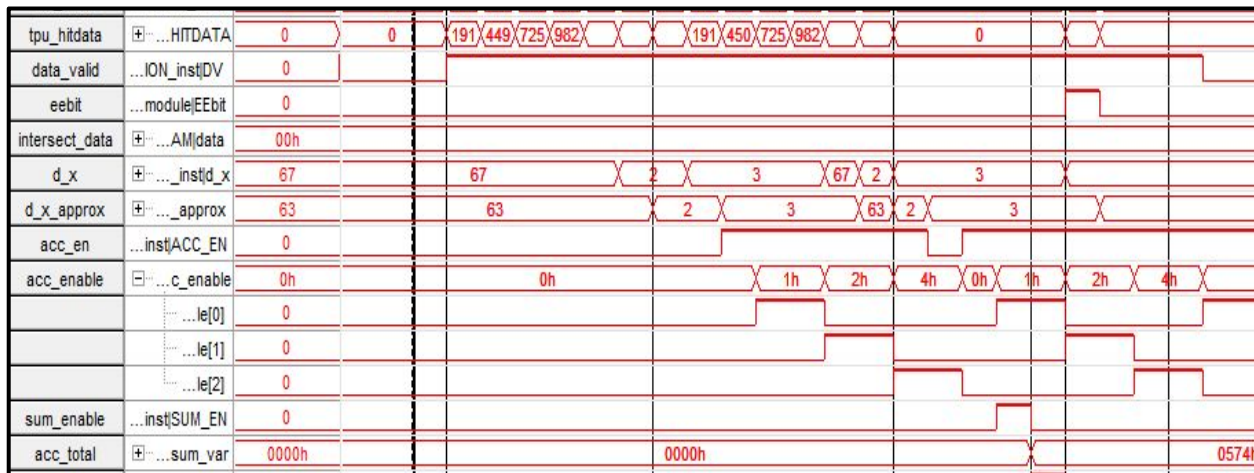 tpu_hitdata ...HITDATA 0 0 191 449 725 982 191 450 725 982 0
data_valid ...ION_inst|DV 0
eebit ...module|EEbit 0
intersect_data ...AM|data 00h
d_x ..._inst|d_x 67 67 2 3 67 2 3
d_x_approx ..._approx 63 63 2 3 63 2 3
acc_en ...inst|ACC_EN 0
acc_enable ...c_enable 0h 0h 1h 2h 4h 0h 1h 2h 4h
...le[0] 0
...le[1] 0
...le[2] 0
sum_enable ...inst|SUM_EN 0
acc_total ...sum_var 0000h 0000h 0574h